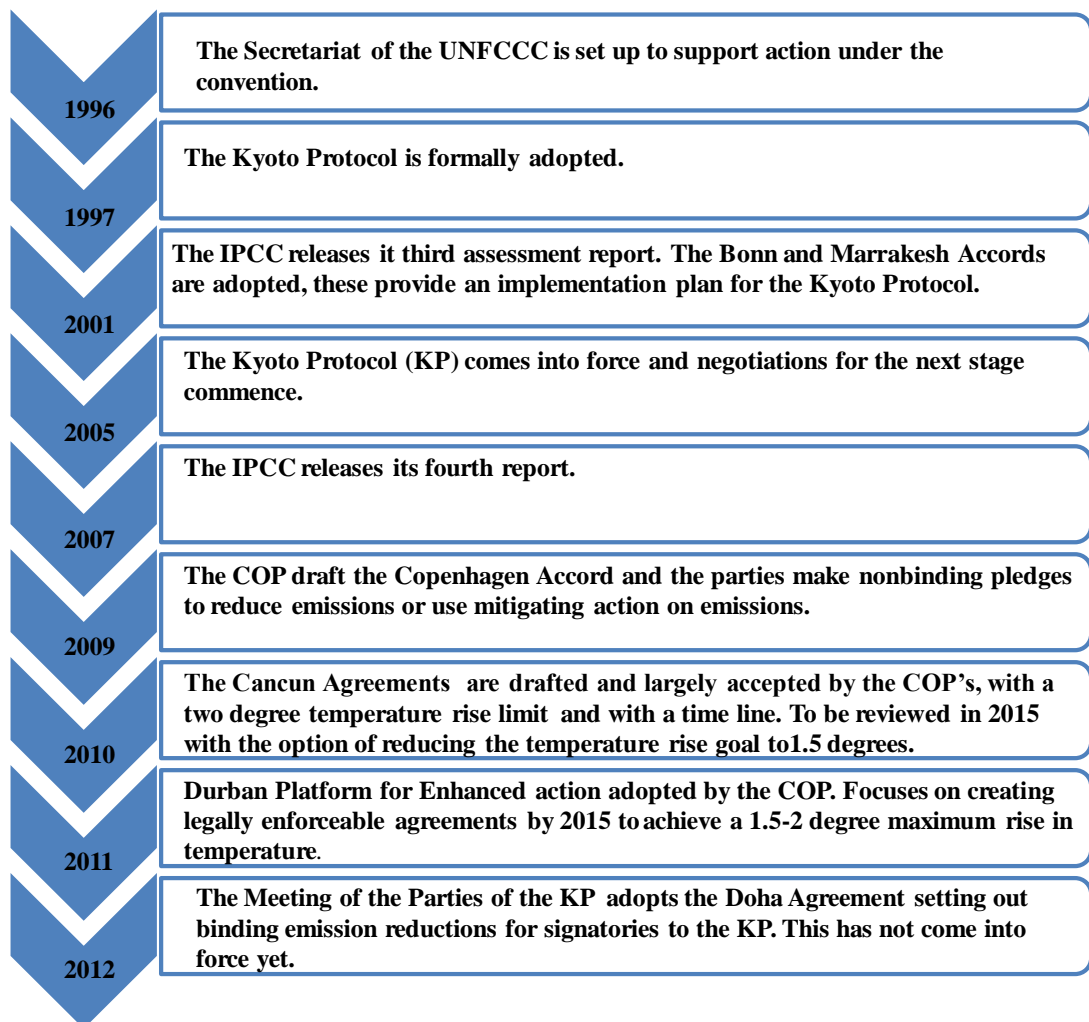 The Secretariat of the UNFCCC is set up to support action under the
convention.
1996
The Kyoto Protocol is formally adopted.
1997
The IPCC releases it third assessment report. The Bonn and Marrakesh Accords
are adopted, these provide an implementation plan for the Kyoto Protocol.
2001
The Kyoto Protocol (KP) comes into force and negotiations for the next stage
commence.
2005
The IPCC releases its fourth report.
2007
The COP draft the Copenhagen Accord and the parties make nonbinding pledges
to reduce emissions or use mitigating action on emissions.
2009
The Cancun Agreements are drafted and largely accepted by the COP’s, with a
two degree temperature rise limit and with a time line. To be reviewed in 2015
with the option of reducing the temperature rise goal to1.5 degrees.
2010
Durban Platform for Enhanced action adopted by the COP. Focuses on creating
legally enforceable agreements by 2015 to achieve a 1.5-2 degree maximum rise in
temperature.
2011
The Meeting of the Parties of the KP adopts the Doha Agreement setting out
binding emission reductions for signatories to the KP. This has not come into
force yet.
2012